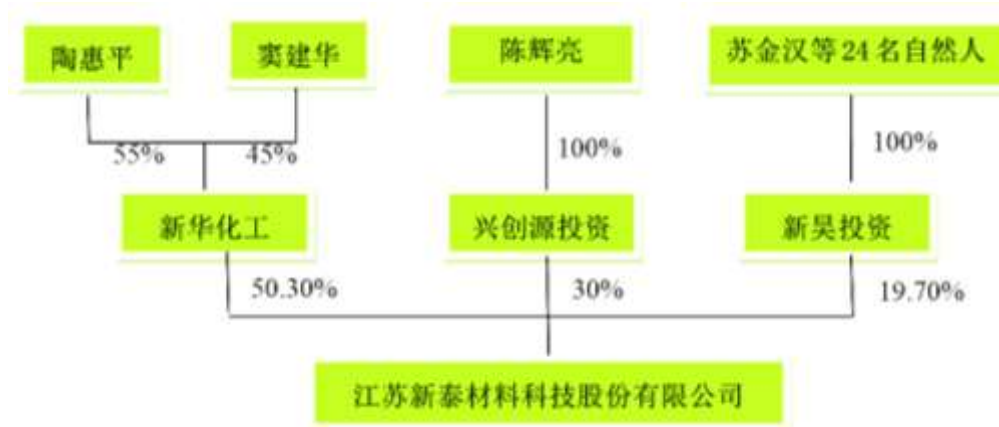 陶惠平
窦建华
陈辉亮
苏金汉等24名自然人
55%
45%
100%
100%
新华化工
兴创源投资
新昊投资
50.30%
30%
19.70%
江苏新泰材料科技股份有限公司